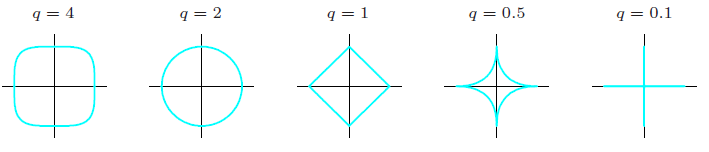 q = 4 q = 2 q = 1 q = 0.5 q = 0.1